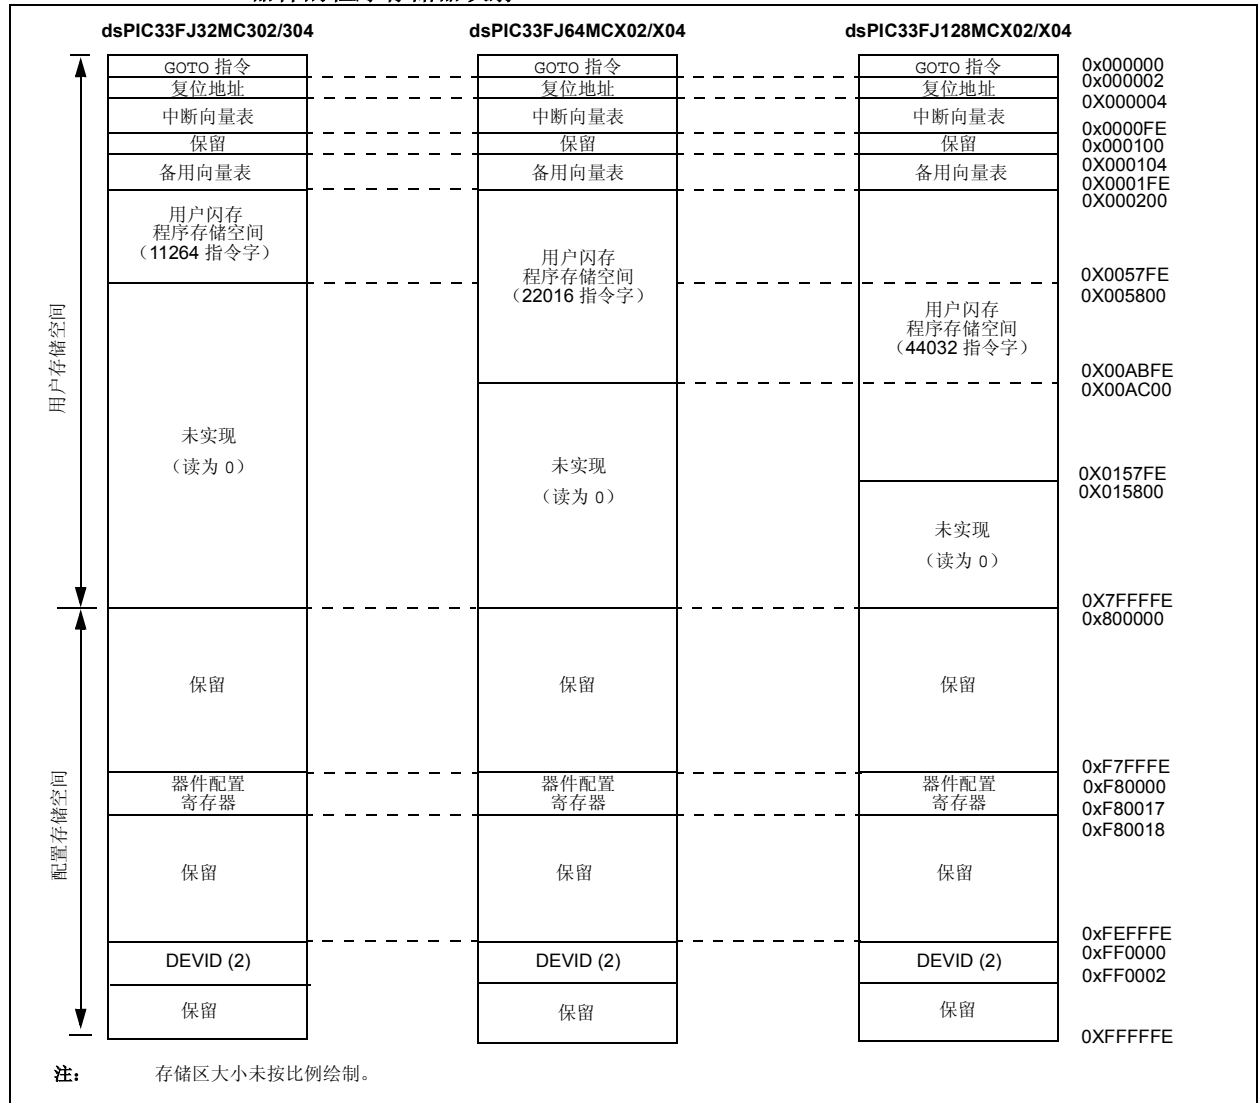 dsPIC33FJ32MC302/304
GOTO 指令
复位地址
中断向量表
保留
备用向量表
用户闪存
程序存储空间
（11264 指令字）
未实现
（读为 0）
保留
器件配置
寄存器
保留
DEVID (2)
保留
dsPIC33FJ64MCX02/X04
GOTO 指令
复位地址
中断向量表
保留
备用向量表
用户闪存
程序存储空间
（22016 指令字）
未实现
（读为 0）
保留
器件配置
寄存器
保留
DEVID (2)
保留
dsPIC33FJ128MCX02/X04
GOTO 指令
复位地址
中断向量表
保留
备用向量表
用户闪存
程序存储空间
（44032 指令字）
未实现
（读为 0）
保留
器件配置
寄存器
保留
DEVID (2)
保留
0x000000
0x000002
0X000004
0x0000FE
0x000100
0X000104
0X0001FE
0X000200
0X0057FE
0X005800
0X00ABFE
0X00AC00
0X0157FE
0X015800
0X7FFFFE
0x800000
0xF7FFFE
0xF80000
0xF80017
0xF80018
0xFEFFFE
0xFF0000
0xFF0002
0XFFFFFE
用户存储空间
配置存储空间
注： 存储区大小未按比例绘制。